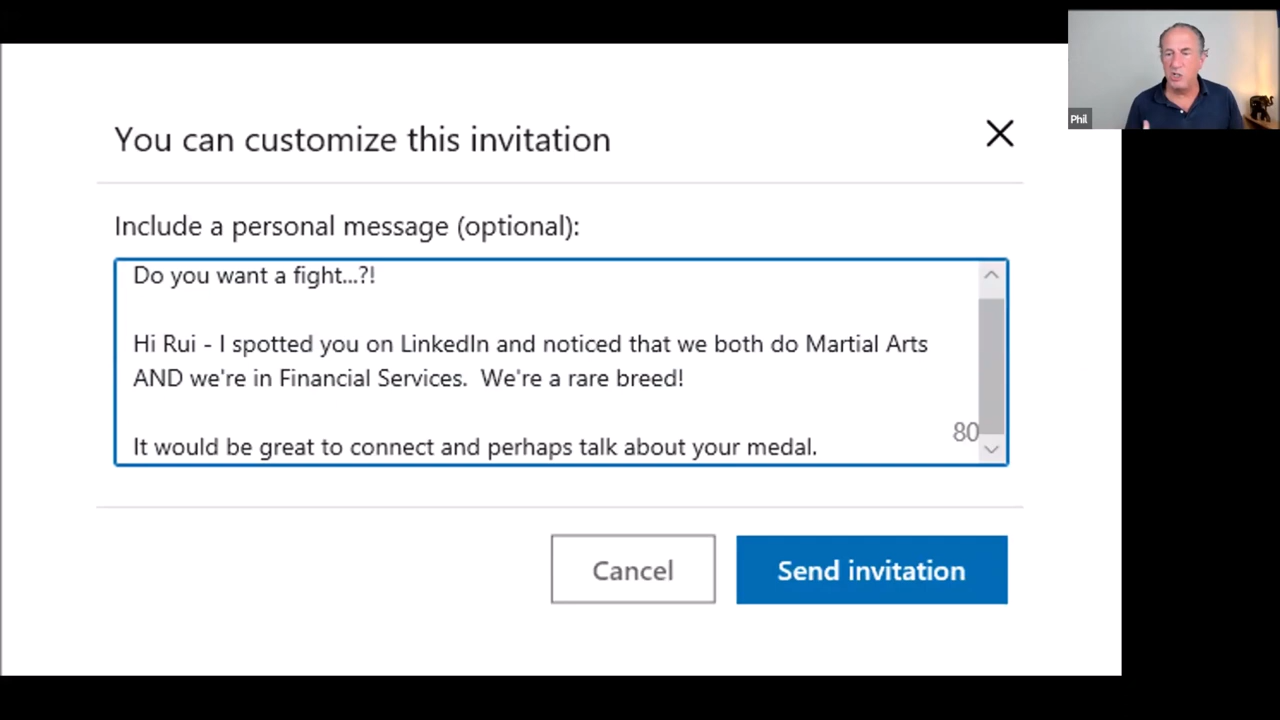 Phil
You can customize this invitation
Include a personal message (optional):
Do you want a fight...?!
Hi Rui - I spotted you on LinkedIn and noticed that we both do Martial Arts
AND we're in Financial Services.  We're a rare breed!
80
It would be great to connect and perhaps talk about your medal.
Cancel
Send invitation